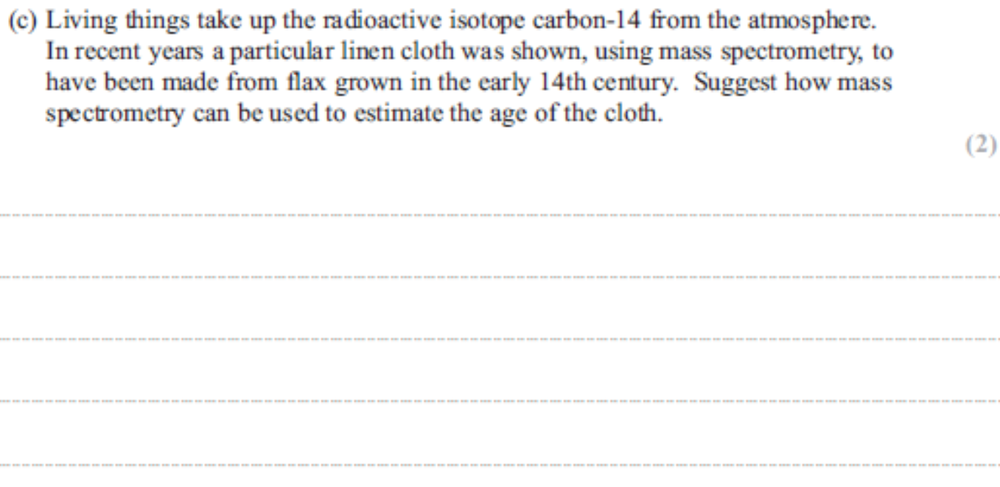 (c) Living things take up the radioactive isotope carbon-14 from the atmosphere.
In recent years a particular linen cloth was shown, using mass spectrometry, to
have been made from flax grown in the early 14th century. Suggest how mass
spectrometry can be used to estimate the age of the cloth.
(2)